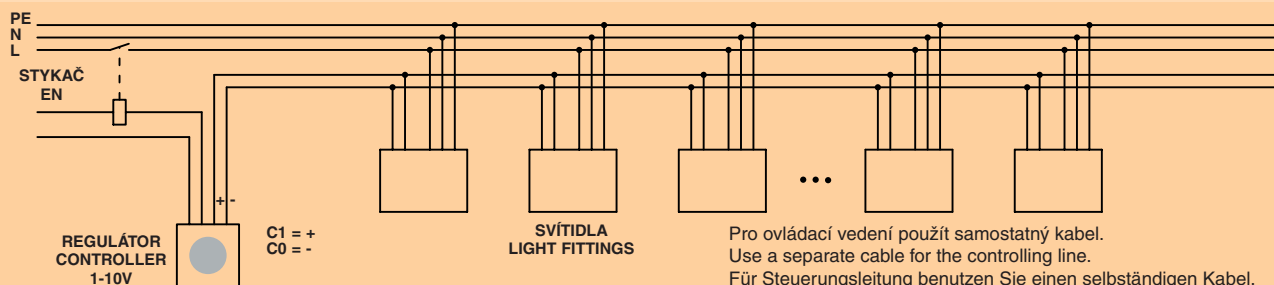 PE
N
L
STYKAČ
EN
+ -
REGULÁTOR
CONTROLLER
1-10V
C1 = +
C0 = -
SVÍTIDLA
LIGHT FITTINGS
Pro ovládací vedení použít samostatný kabel.
Use a separate cable for the controlling line.
Für Steuerungsleitung benutzen Sie einen selbständigen Kabel.